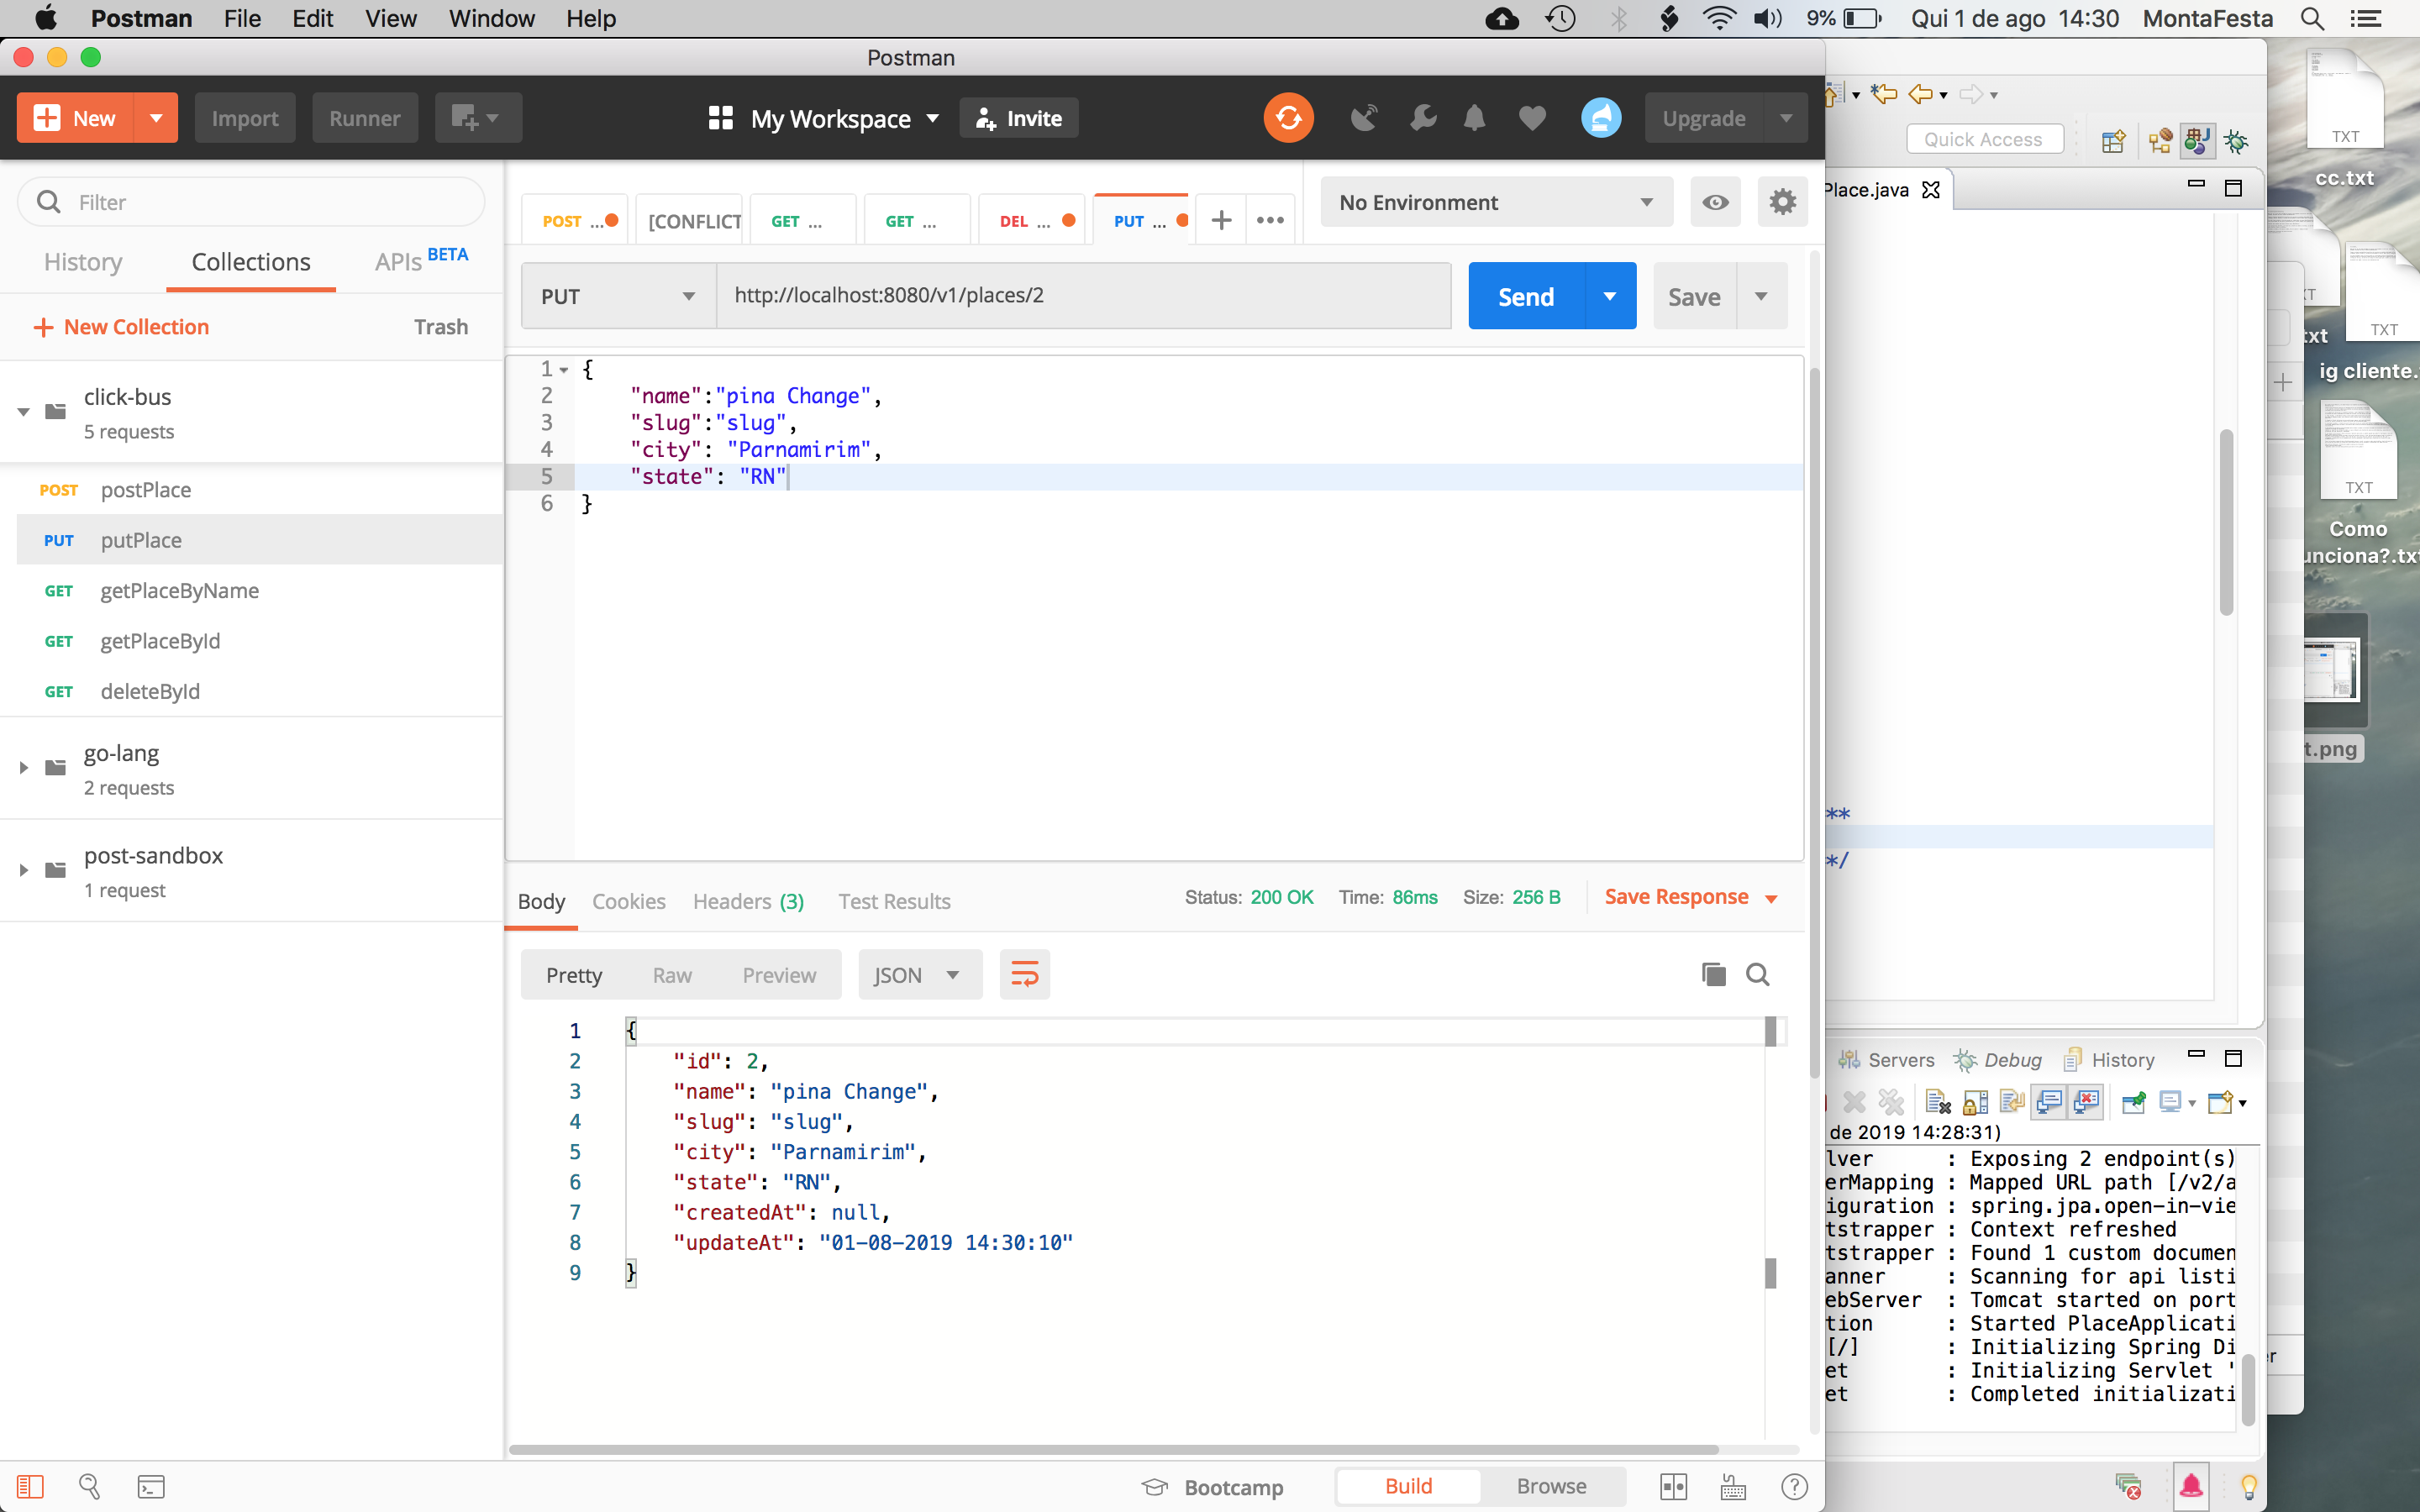 Postman File Edit View Window Help 9% Qui 1 de ago 14:30 MontaFesta
Postman
New Import Runner My Workspace Invite Upgrade
Filter
History Collections APIs BETA
+ New Collection Trash
click-bus
5 requests
POST postPlace
PUT putPlace
GET getPlaceByName
GET getPlaceById
GET deleteById
go-lang
2 requests
post-sandbox
1 request
POST ... [CONFLICT GET ... GET ... DEL ... PUT ... + •••
No Environment
PUT http://localhost:8080/v1/places/2 Send Save
1 {
2 "name":"pina Change",
3 "slug":"slug",
4 "city": "Parnamirim",
5 "state": "RN"
6 }
Body Cookies Headers (3) Test Results Status: 200 OK Time: 86ms Size: 256 B Save Response
Pretty Raw Preview JSON
1 {
2 "id": 2,
3 "name": "pina Change",
4 "slug": "slug",
5 "city": "Parnamirim",
6 "state": "RN",
7 "createdAt": null,
8 "updateAt": "01-08-2019 14:30:10"
9 }
Bootcamp Build Browse
Quick Access
Place.java
**
*/
Servers Debug History
de 2019 14:28:31)
lver : Exposing 2 endpoint(s)
erMapping : Mapped URL path [/v2/a
iguration : spring.jpa.open-in-vie
tstrapper : Context refreshed
tstrapper : Found 1 custom documen
anner : Scanning for api listi
ebServer : Tomcat started on port
tion : Started PlaceApplicati
[/] : Initializing Spring Di
et : Initializing Servlet '
et : Completed initializati
TXT
cc.txt
TXT
txt
ig cliente.
TXT
Como
unciona?.tx
t.png